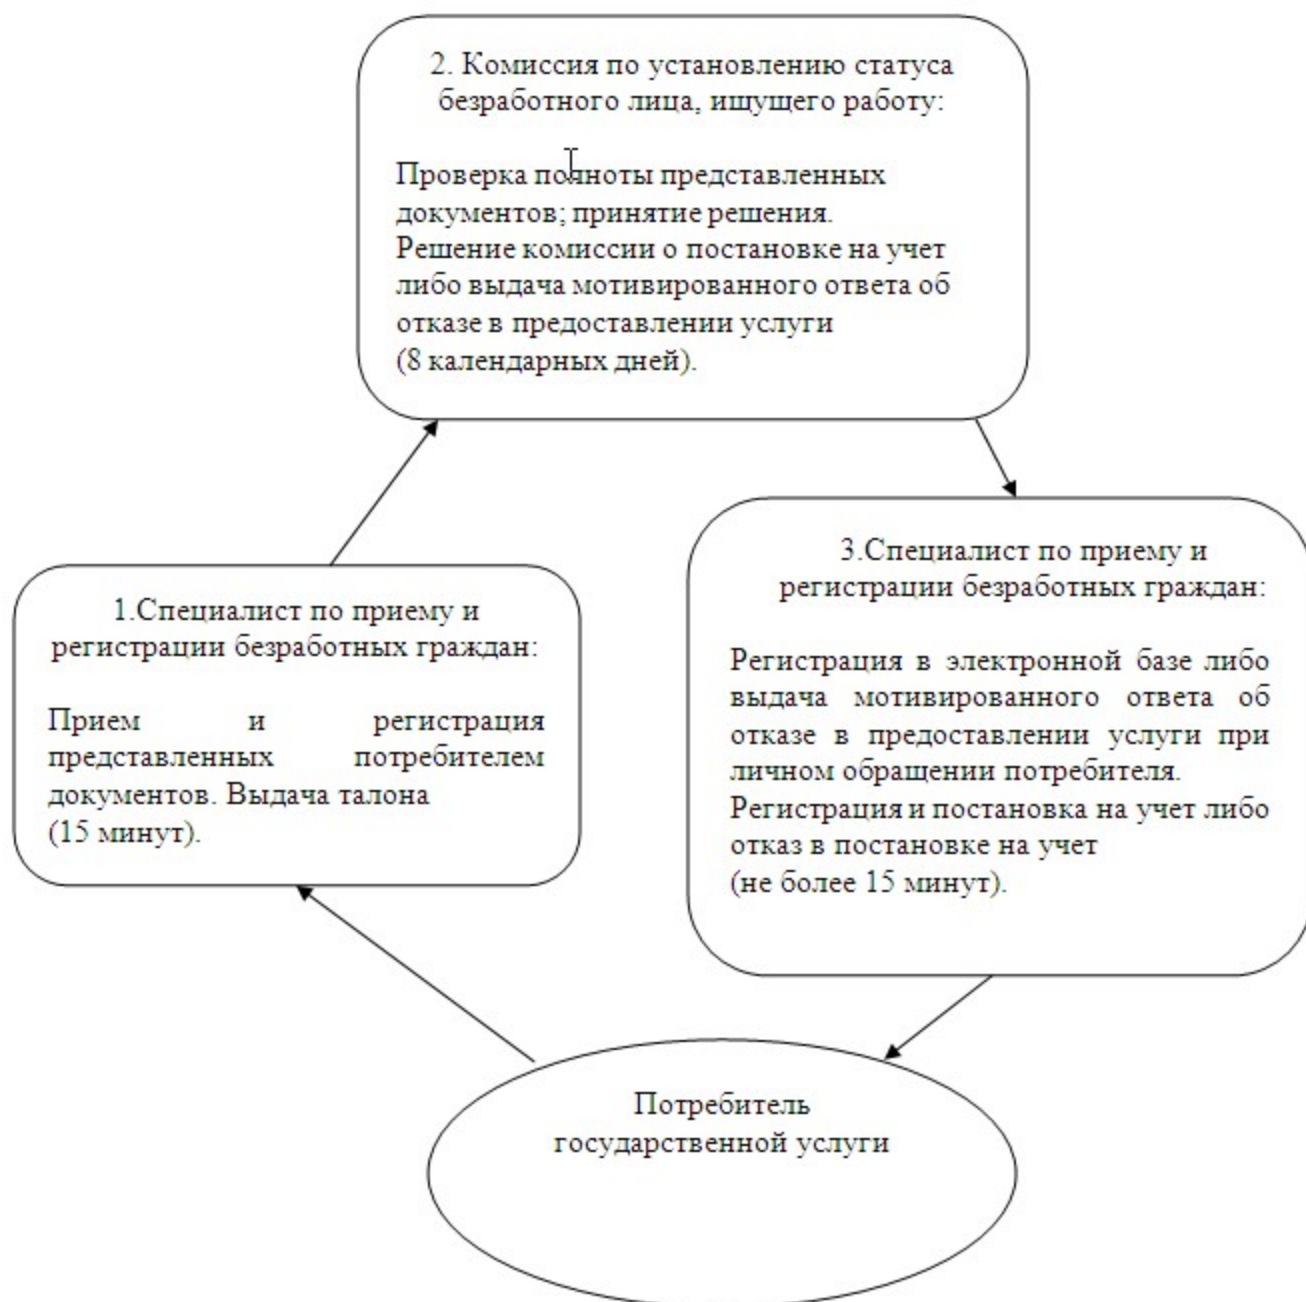 2. Комиссия по установлению статуса
безработного лица, ищущего работу:
Проверка полноты представленных
документов; принятие решения.
Решение комиссии о постановке на учет
либо выдача мотивированного ответа об
отказе в предоставлении услуги
(8 календарных дней).
1.Специалист по приему и
регистрации безработных граждан:
Прием и регистрация
представленных потребителем
документов. Выдача талона
(15 минут).
3.Специалист по приему и
регистрации безработных граждан:
Регистрация в электронной базе либо
выдача мотивированного ответа об
отказе в предоставлении услуги при
личном обращении потребителя.
Регистрация и постановка на учет либо
отказ в постановке на учет
(не более 15 минут).
Потребитель
государственной услуги